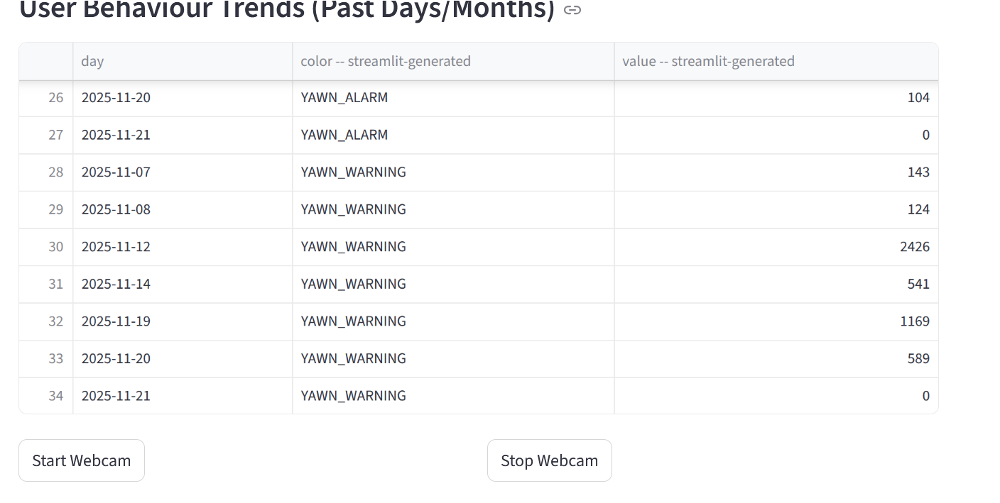 User Behaviour Trends (Past Days/Months)
day color -- streamlit-generated value -- streamlit-generated
26 2025-11-20 YAWN_ALARM 104
27 2025-11-21 YAWN_ALARM 0
28 2025-11-07 YAWN_WARNING 143
29 2025-11-08 YAWN_WARNING 124
30 2025-11-12 YAWN_WARNING 2426
31 2025-11-14 YAWN_WARNING 541
32 2025-11-19 YAWN_WARNING 1169
33 2025-11-20 YAWN_WARNING 589
34 2025-11-21 YAWN_WARNING 0
Start Webcam Stop Webcam